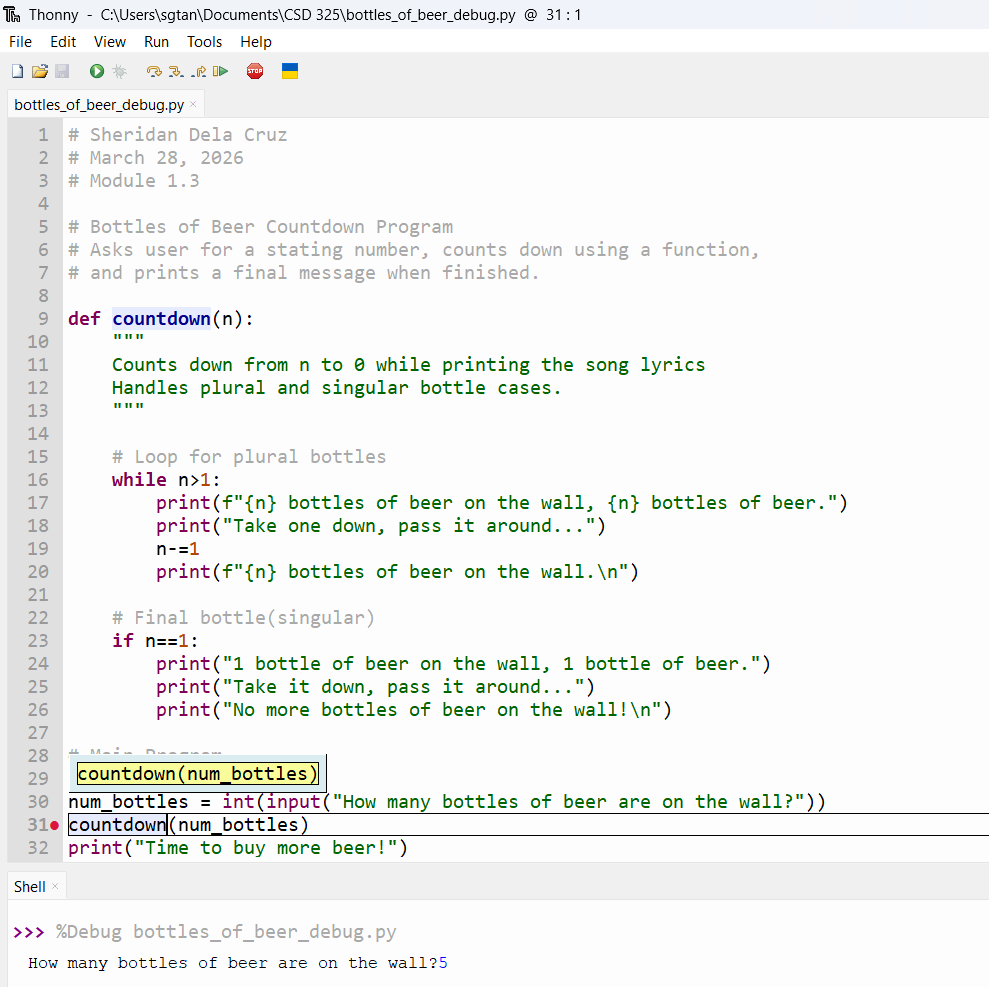 Thonny - C:\Users\sgtan\Documents\CSD 325\bottles_of_beer_debug.py @ 31 : 1
File Edit View Run Tools Help
STOP
bottles_of_beer_debug.py ×
1 # Sheridan Dela Cruz
2 # March 28, 2026
3 # Module 1.3
4
5 # Bottles of Beer Countdown Program
6 # Asks user for a stating number, counts down using a function,
7 # and prints a final message when finished.
8
9 def countdown(n):
10     """
11     Counts down from n to 0 while printing the song lyrics
12     Handles plural and singular bottle cases.
13     """
14
15     # Loop for plural bottles
16     while n>1:
17         print(f"{n} bottles of beer on the wall, {n} bottles of beer.")
18         print("Take one down, pass it around...")
19         n-=1
20         print(f"{n} bottles of beer on the wall.\n")
21
22     # Final bottle(singular)
23     if n==1:
24         print("1 bottle of beer on the wall, 1 bottle of beer.")
25         print("Take it down, pass it around...")
26         print("No more bottles of beer on the wall!\n")
27
28 # Main Program
29 countdown(num_bottles)
30 num_bottles = int(input("How many bottles of beer are on the wall?"))
31 countdown(num_bottles)
32 print("Time to buy more beer!")
Shell ×
>>> %Debug bottles_of_beer_debug.py
How many bottles of beer are on the wall?5